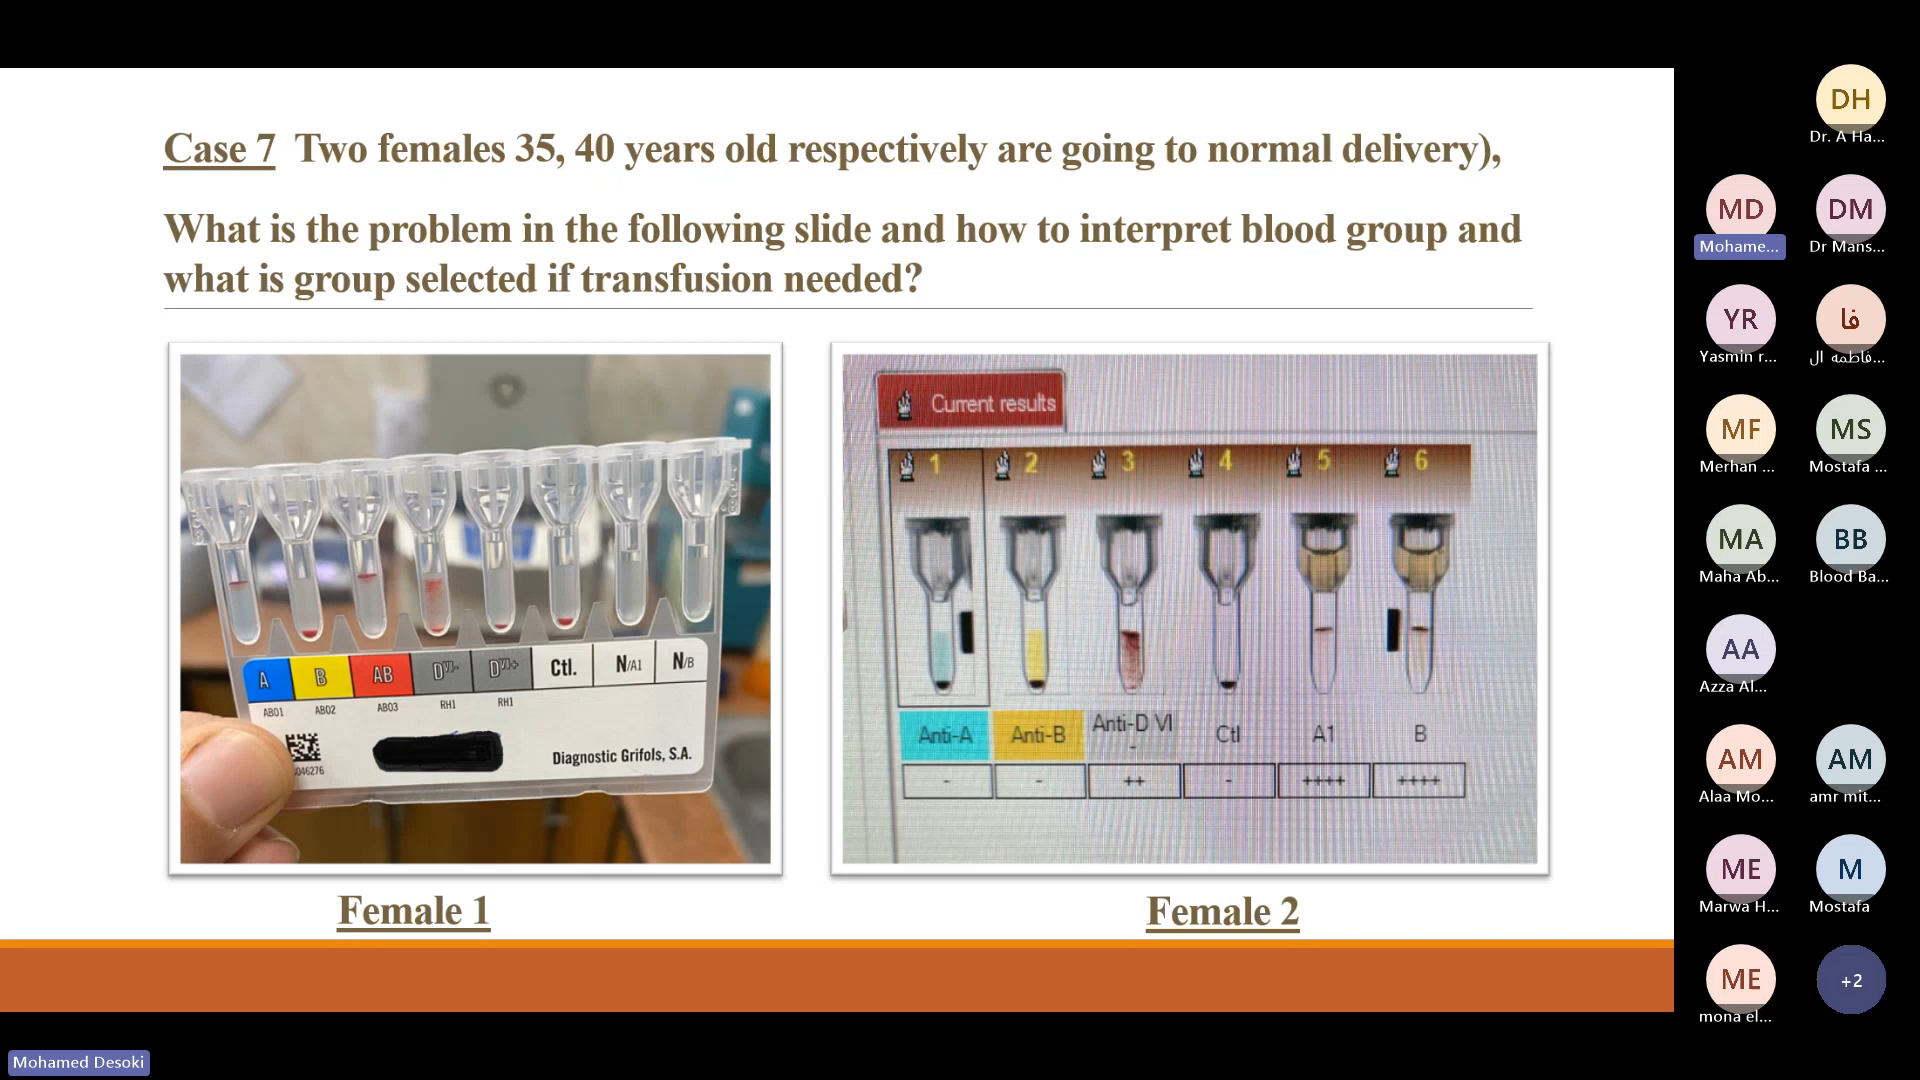 Case 7 Two females 35, 40 years old respectively are going to normal delivery),
What is the problem in the following slide and how to interpret blood group and
what is group selected if transfusion needed?
A B AB DVI- DVI+ Ctl. N/A1 N/B
AB01 AB02 AB03 RH1 RH1
046276
Diagnostic Grifols, S.A.
Female 1
Current results
1 2 3 4 5 6
Anti-A Anti-B Anti-D VI - Ctl A1 B
- - ++ - ++++ ++++
Female 2
DH
Dr. A Ha...
MD DM
Mohame... Dr Mans...
YR فا
Yasmin r... فاطمه ال...
MF MS
Merhan ... Mostafa ...
MA BB
Maha Ab... Blood Ba...
AA
Azza Al...
AM AM
Alaa Mo... amr mit...
ME M
Marwa H... Mostafa
ME +2
mona el...
Mohamed Desoki